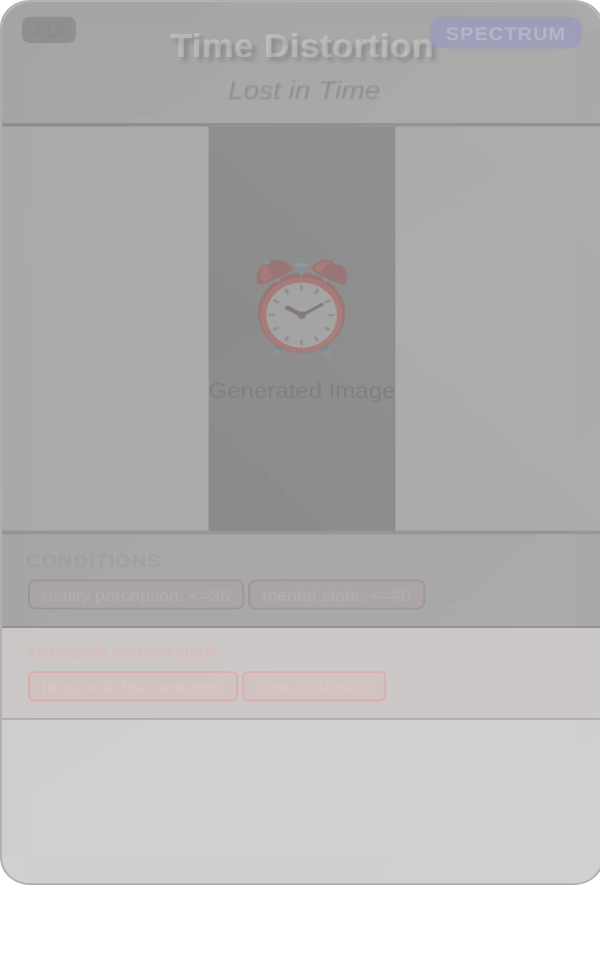 #13
Time Distortion
SPECTRUM
Lost in Time
Generated Image
CONDITIONS
reality perception: <=35
mental state: <=40
TRIGGER SYMPTOMS
temporal disorientation
time confusion